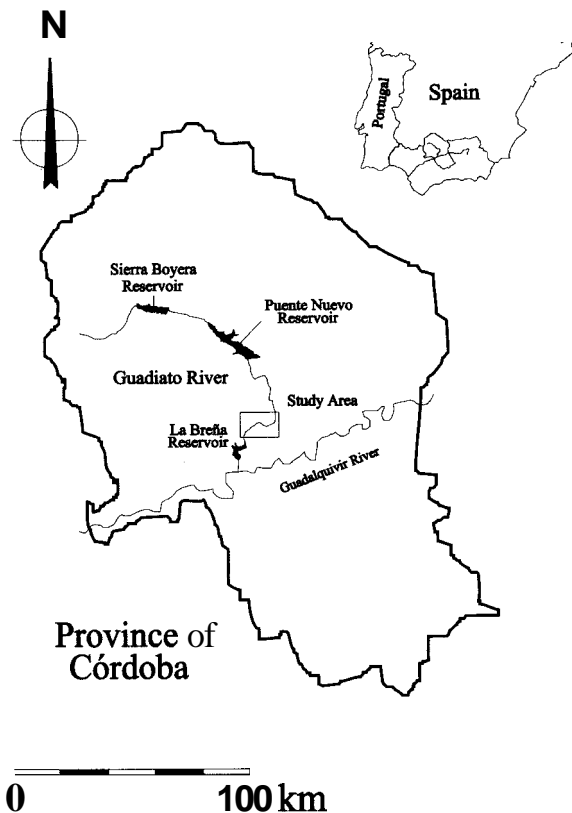 N
Portugal
Spain
Sierra Boyera
Reservoir
Puente Nuevo
Reservoir
Guadiato River
Study Area
La Breña
Reservoir
Guadalquivir River
Province of
Córdoba
0
100 km